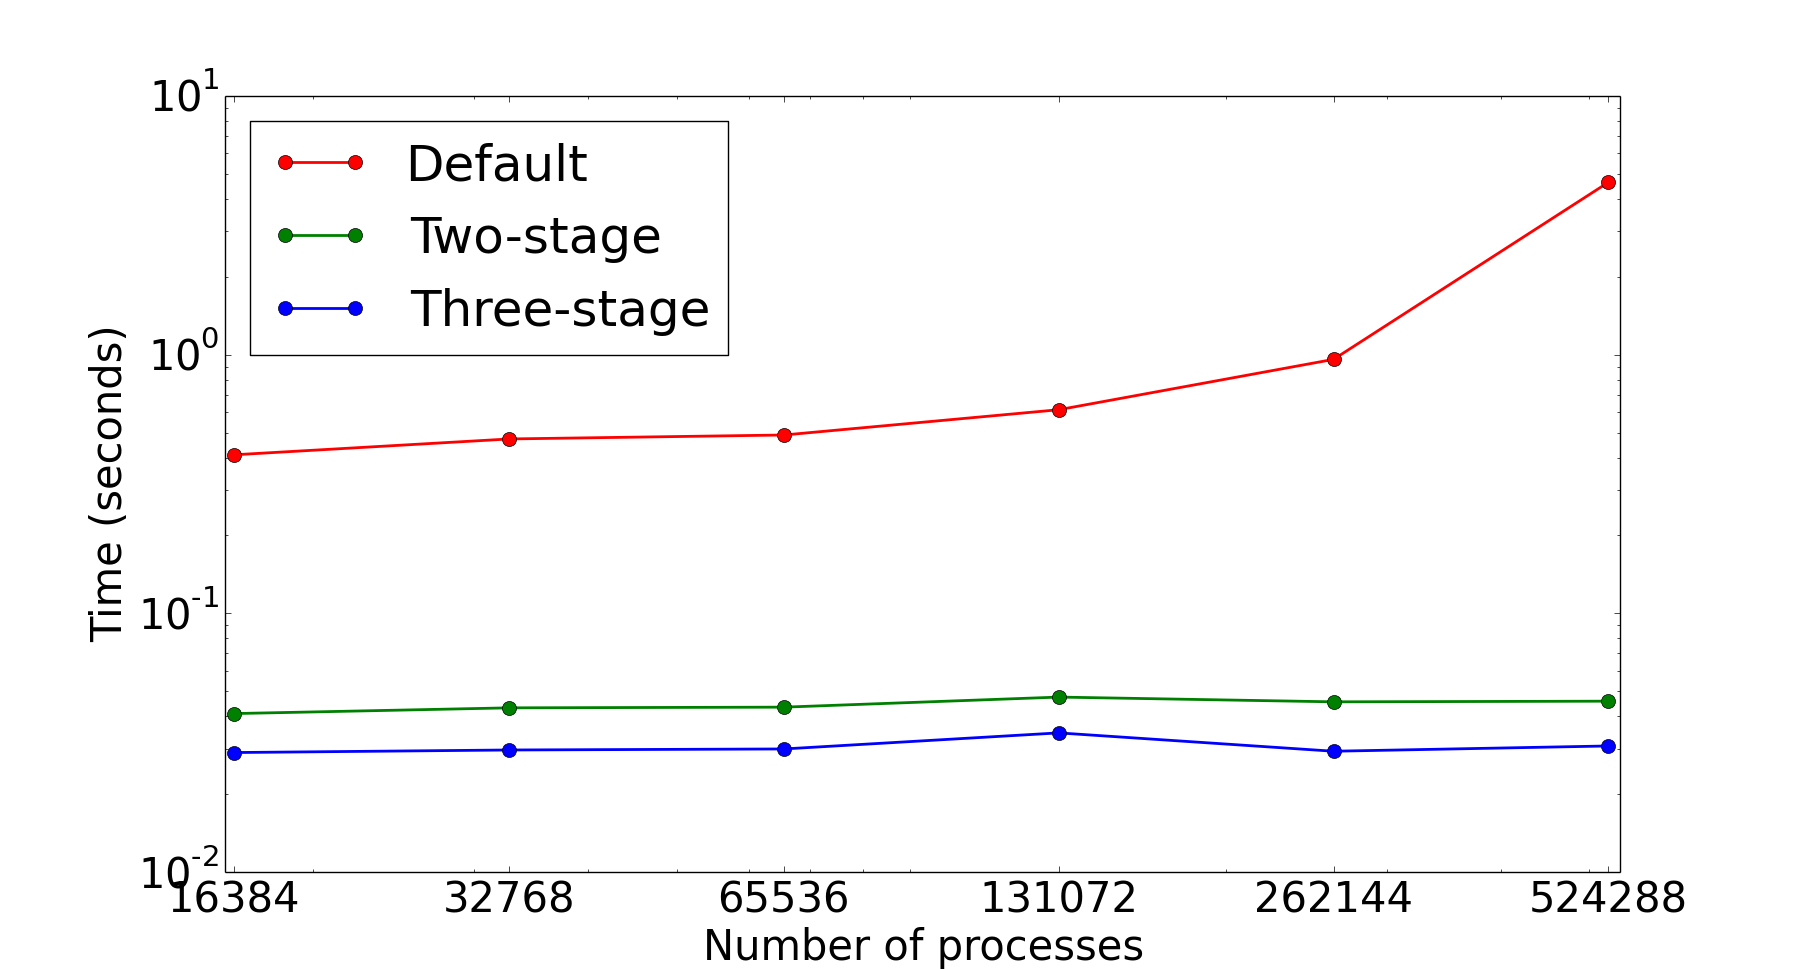 10^1
Default
Two-stage
Three-stage
10^0
Time (seconds)
10^-1
10^-2
16384 32768 65536 131072 262144 524288
Number of processes